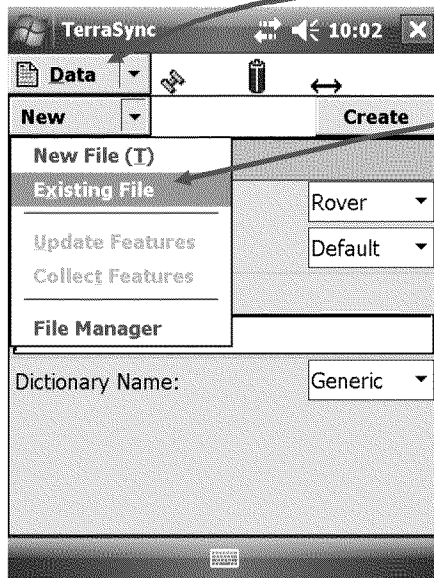 TerraSync 10:02
Data
New Create
New File (T)
Existing File
Rover
Update Features
Default
Collect Features
File Manager
Dictionary Name: Generic